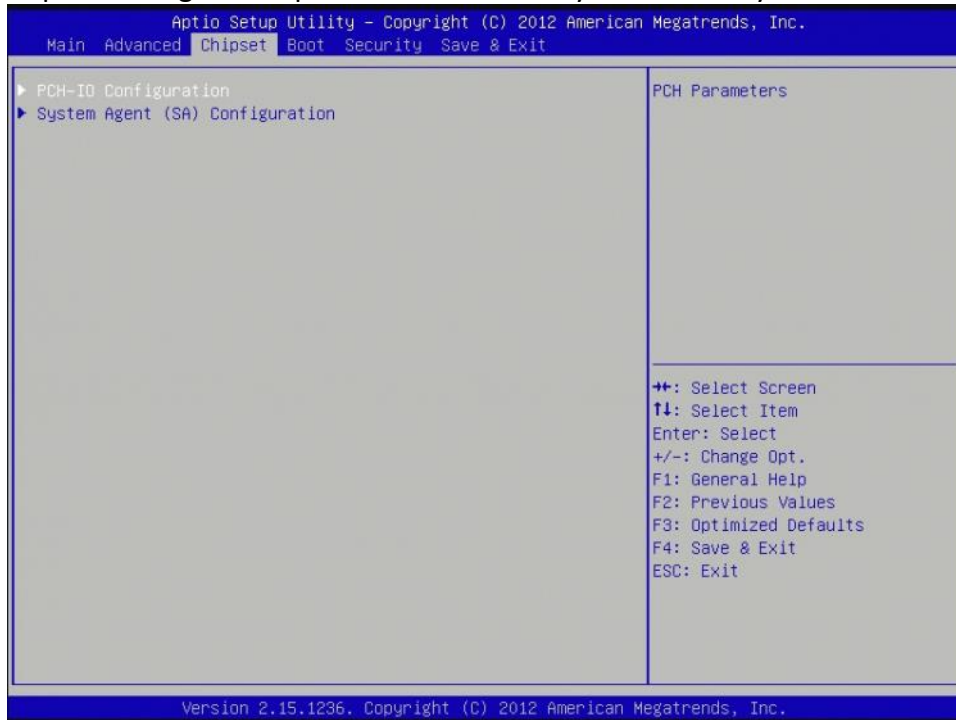 Aptio Setup Utility – Copyright (C) 2012 American Megatrends, Inc.
Main Advanced Chipset Boot Security Save & Exit
PCH-IO Configuration
System Agent (SA) Configuration
PCH Parameters
→←: Select Screen
↑↓: Select Item
Enter: Select
+/-: Change Opt.
F1: General Help
F2: Previous Values
F3: Optimized Defaults
F4: Save & Exit
ESC: Exit
Version 2.15.1236. Copyright (C) 2012 American Megatrends, Inc.